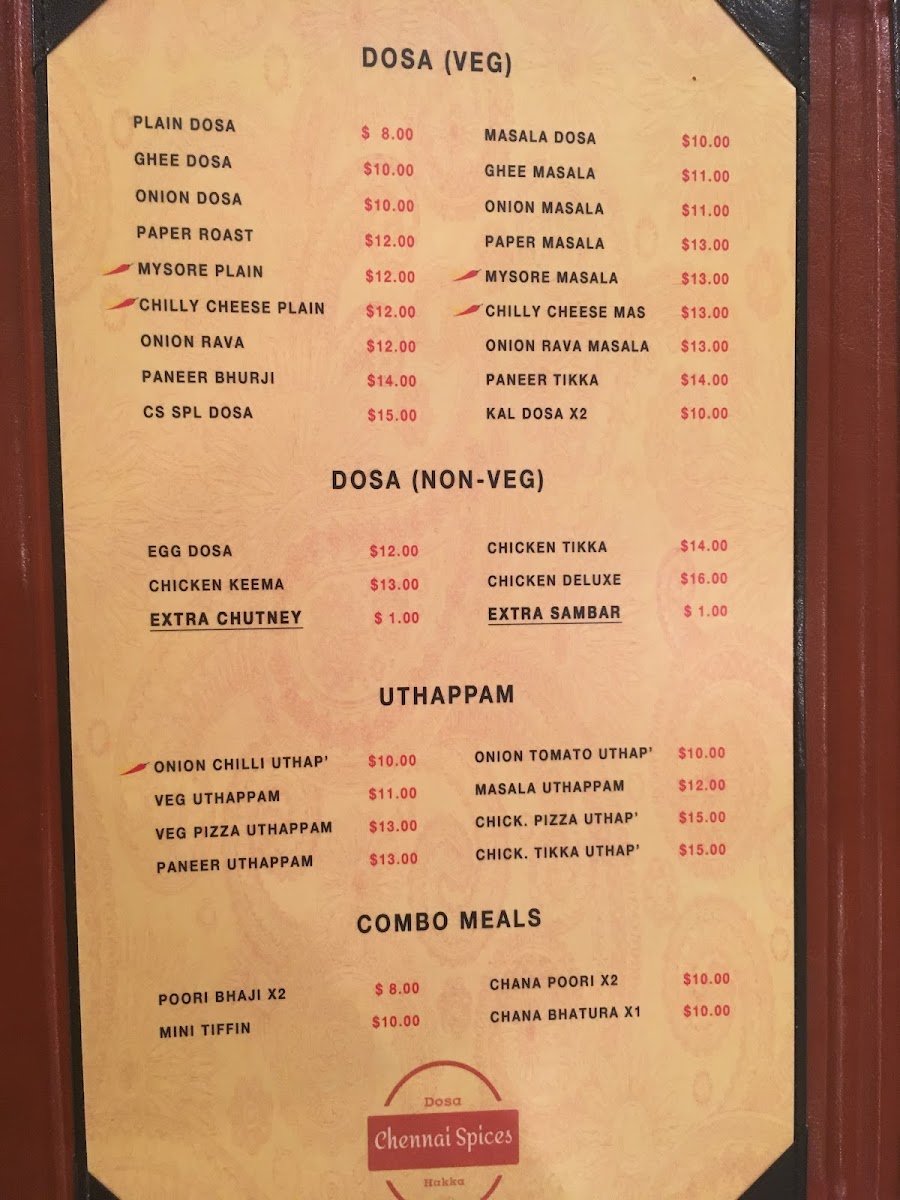 DOSA (VEG)
PLAIN DOSA $ 8.00 MASALA DOSA $10.00
GHEE DOSA $10.00 GHEE MASALA $11.00
ONION DOSA $10.00 ONION MASALA $11.00
PAPER ROAST $12.00 PAPER MASALA $13.00
MYSORE PLAIN $12.00 MYSORE MASALA $13.00
CHILLY CHEESE PLAIN $12.00 CHILLY CHEESE MAS $13.00
ONION RAVA $12.00 ONION RAVA MASALA $13.00
PANEER BHURJI $14.00 PANEER TIKKA $14.00
CS SPL DOSA $15.00 KAL DOSA X2 $10.00
DOSA (NON-VEG)
EGG DOSA $12.00 CHICKEN TIKKA $14.00
CHICKEN KEEMA $13.00 CHICKEN DELUXE $16.00
EXTRA CHUTNEY $ 1.00 EXTRA SAMBAR $ 1.00
UTHAPPAM
ONION CHILLI UTHAP' $10.00 ONION TOMATO UTHAP' $10.00
VEG UTHAPPAM $11.00 MASALA UTHAPPAM $12.00
VEG PIZZA UTHAPPAM $13.00 CHICK. PIZZA UTHAP' $15.00
PANEER UTHAPPAM $13.00 CHICK. TIKKA UTHAP' $15.00
COMBO MEALS
POORI BHAJI X2 $ 8.00 CHANA POORI X2 $10.00
MINI TIFFIN $10.00 CHANA BHATURA X1 $10.00
Dosa
Chennai Spices
Hakka